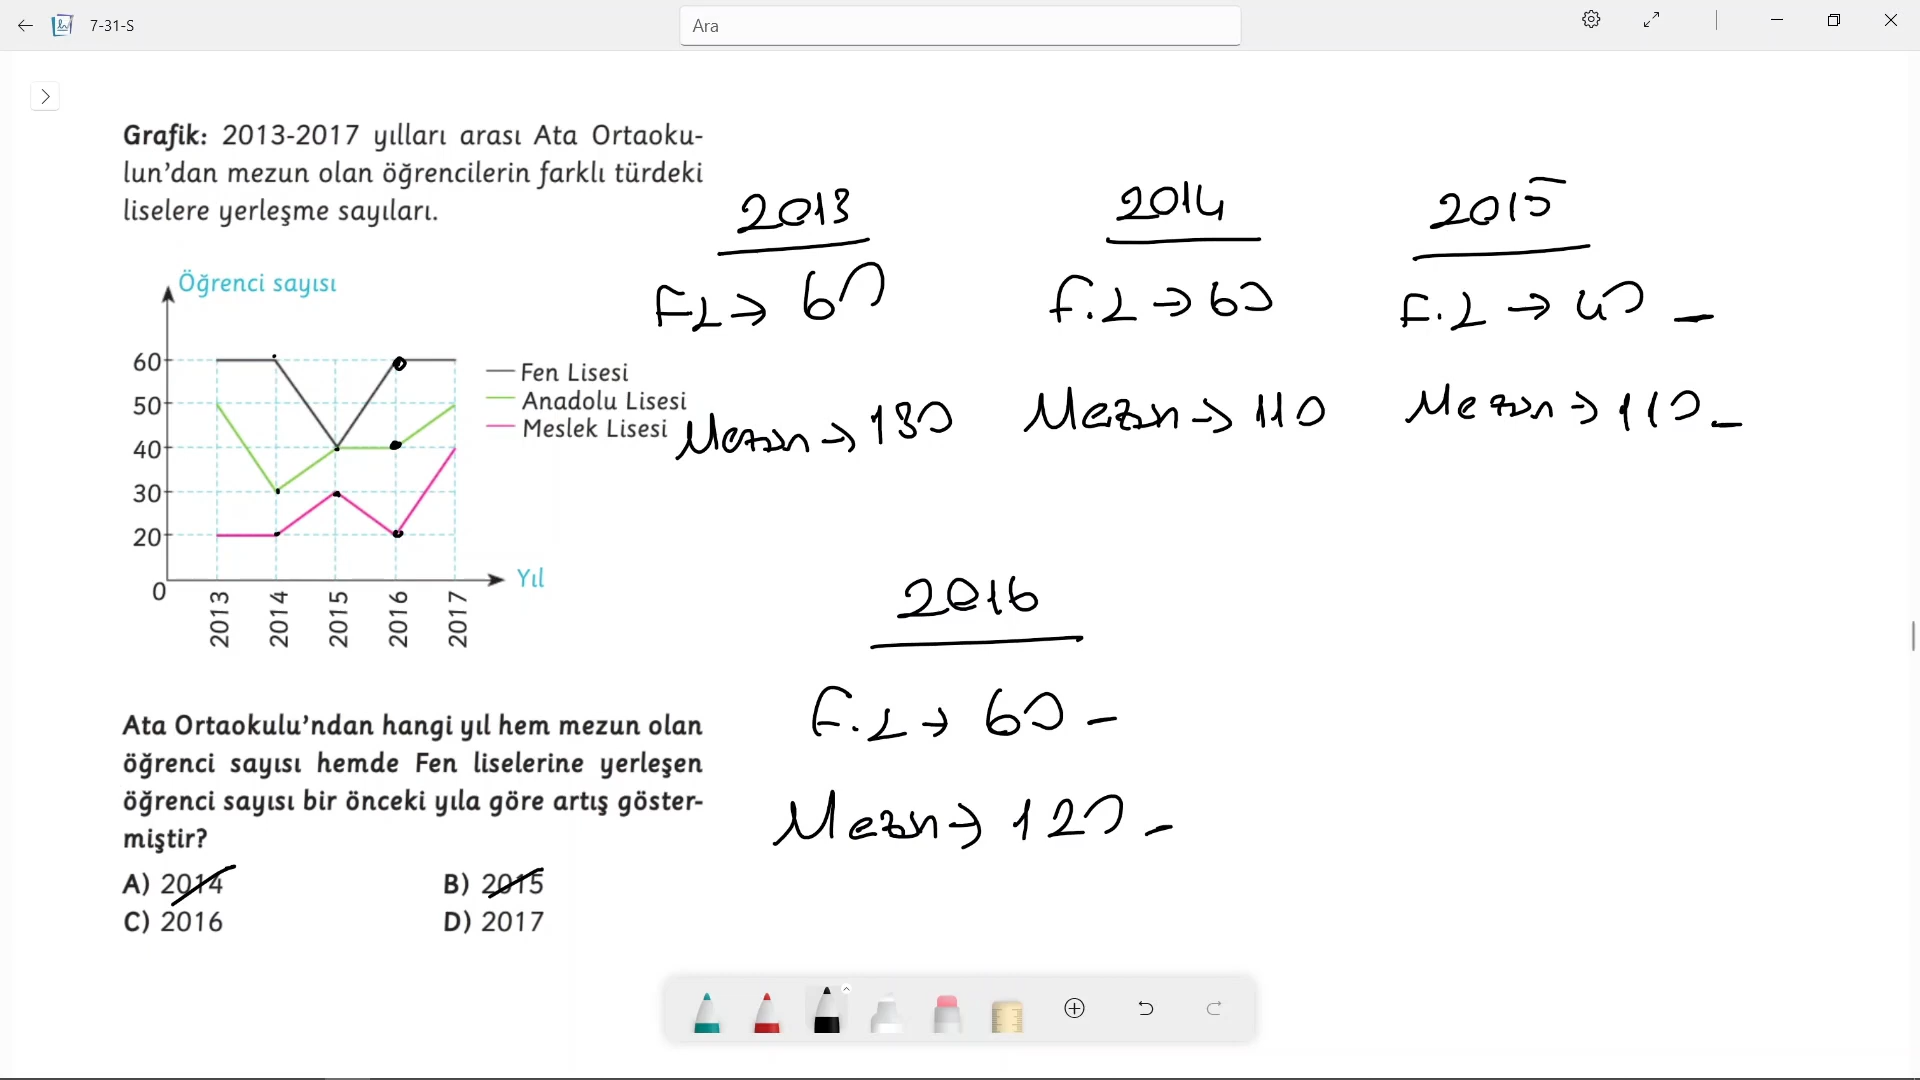 7-31-S
Ara
Grafik: 2013-2017 yılları arası Ata Ortaoku-
lun'dan mezun olan öğrencilerin farklı türdeki
liselere yerleşme sayıları.
Öğrenci sayısı
60
50
40
30
20
0
2013
2014
2015
2016
2017
Yıl
Fen Lisesi
Anadolu Lisesi
Meslek Lisesi
Ata Ortaokulu'ndan hangi yıl hem mezun olan
öğrenci sayısı hemde Fen liselerine yerleşen
öğrenci sayısı bir önceki yıla göre artış göster-
miştir?
A) 2014
B) 2015
C) 2016
D) 2017
2013
FL → 60
Mezun → 130
2014
F.L → 60
Mezun → 110
2015
F.L → 40
Mezun → 110
2016
F.L → 60
Mezun → 120